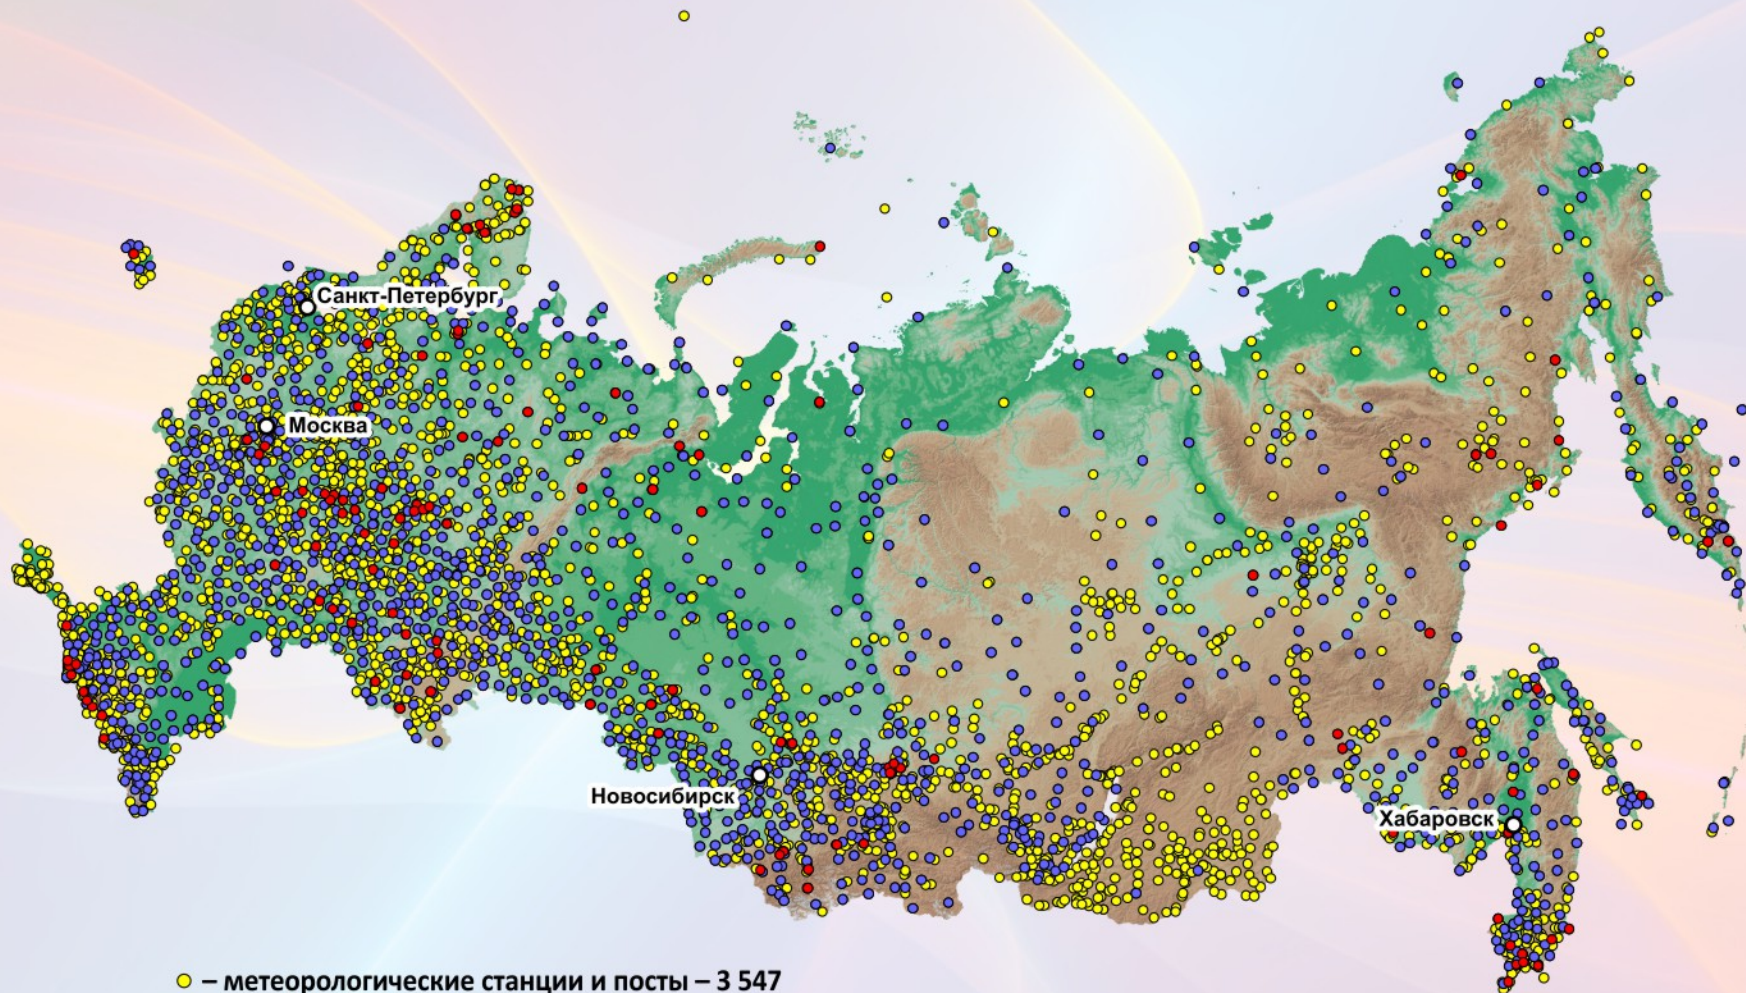 Санкт-Петербург
Москва
Новосибирск
Хабаровск
– метеорологические станции и посты – 3 547